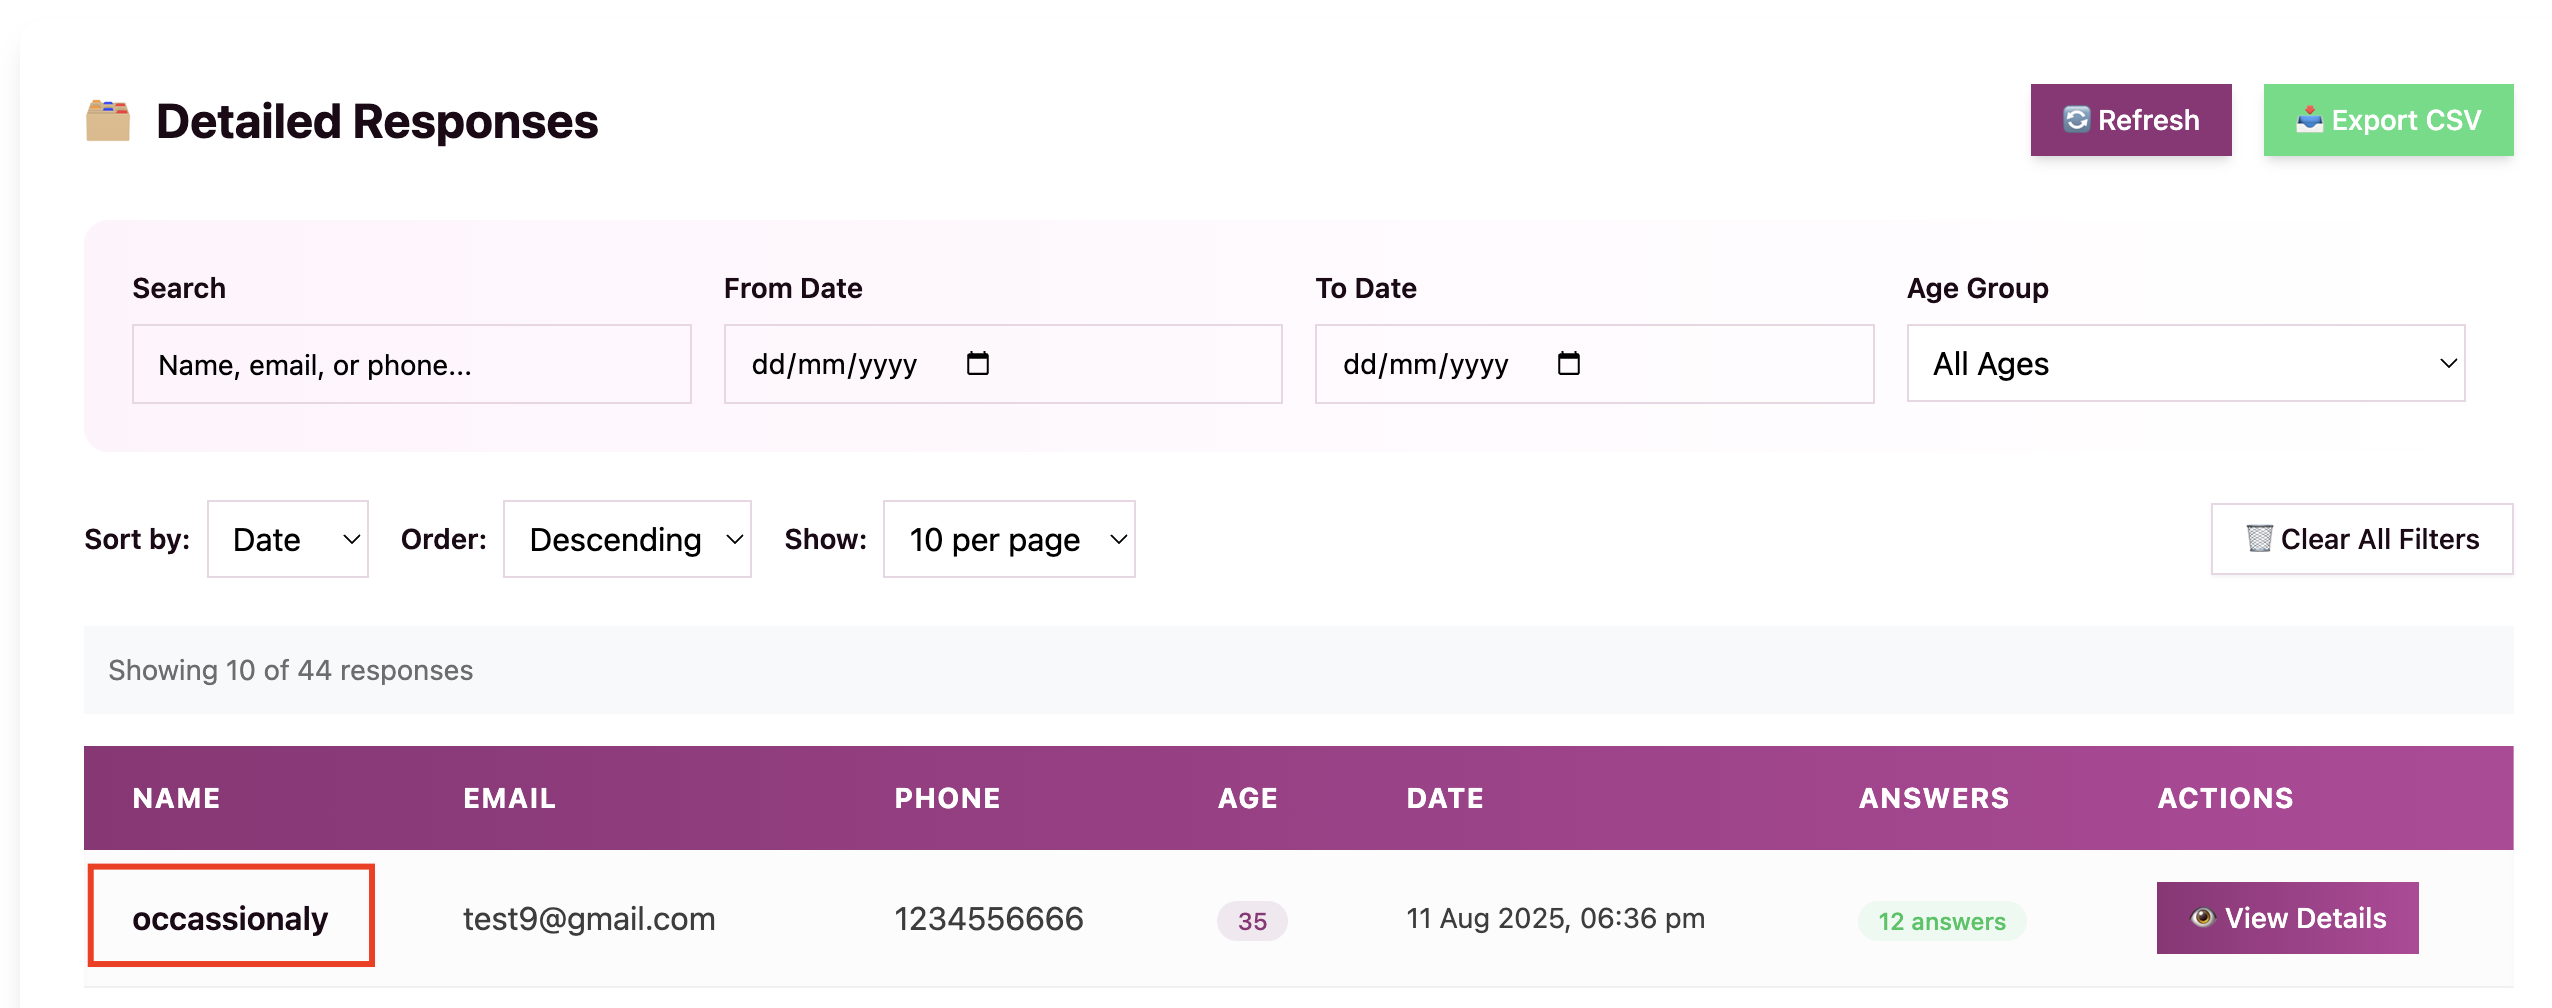 Detailed Responses
Refresh
Export CSV
Search
From Date
To Date
Age Group
Name, email, or phone...
dd/mm/yyyy
dd/mm/yyyy
All Ages
Sort by:
Date
Order:
Descending
Show:
10 per page
Clear All Filters
Showing 10 of 44 responses
NAME EMAIL PHONE AGE DATE ANSWERS ACTIONS
occassionaly test9@gmail.com 1234556666 35 11 Aug 2025, 06:36 pm 12 answers View Details